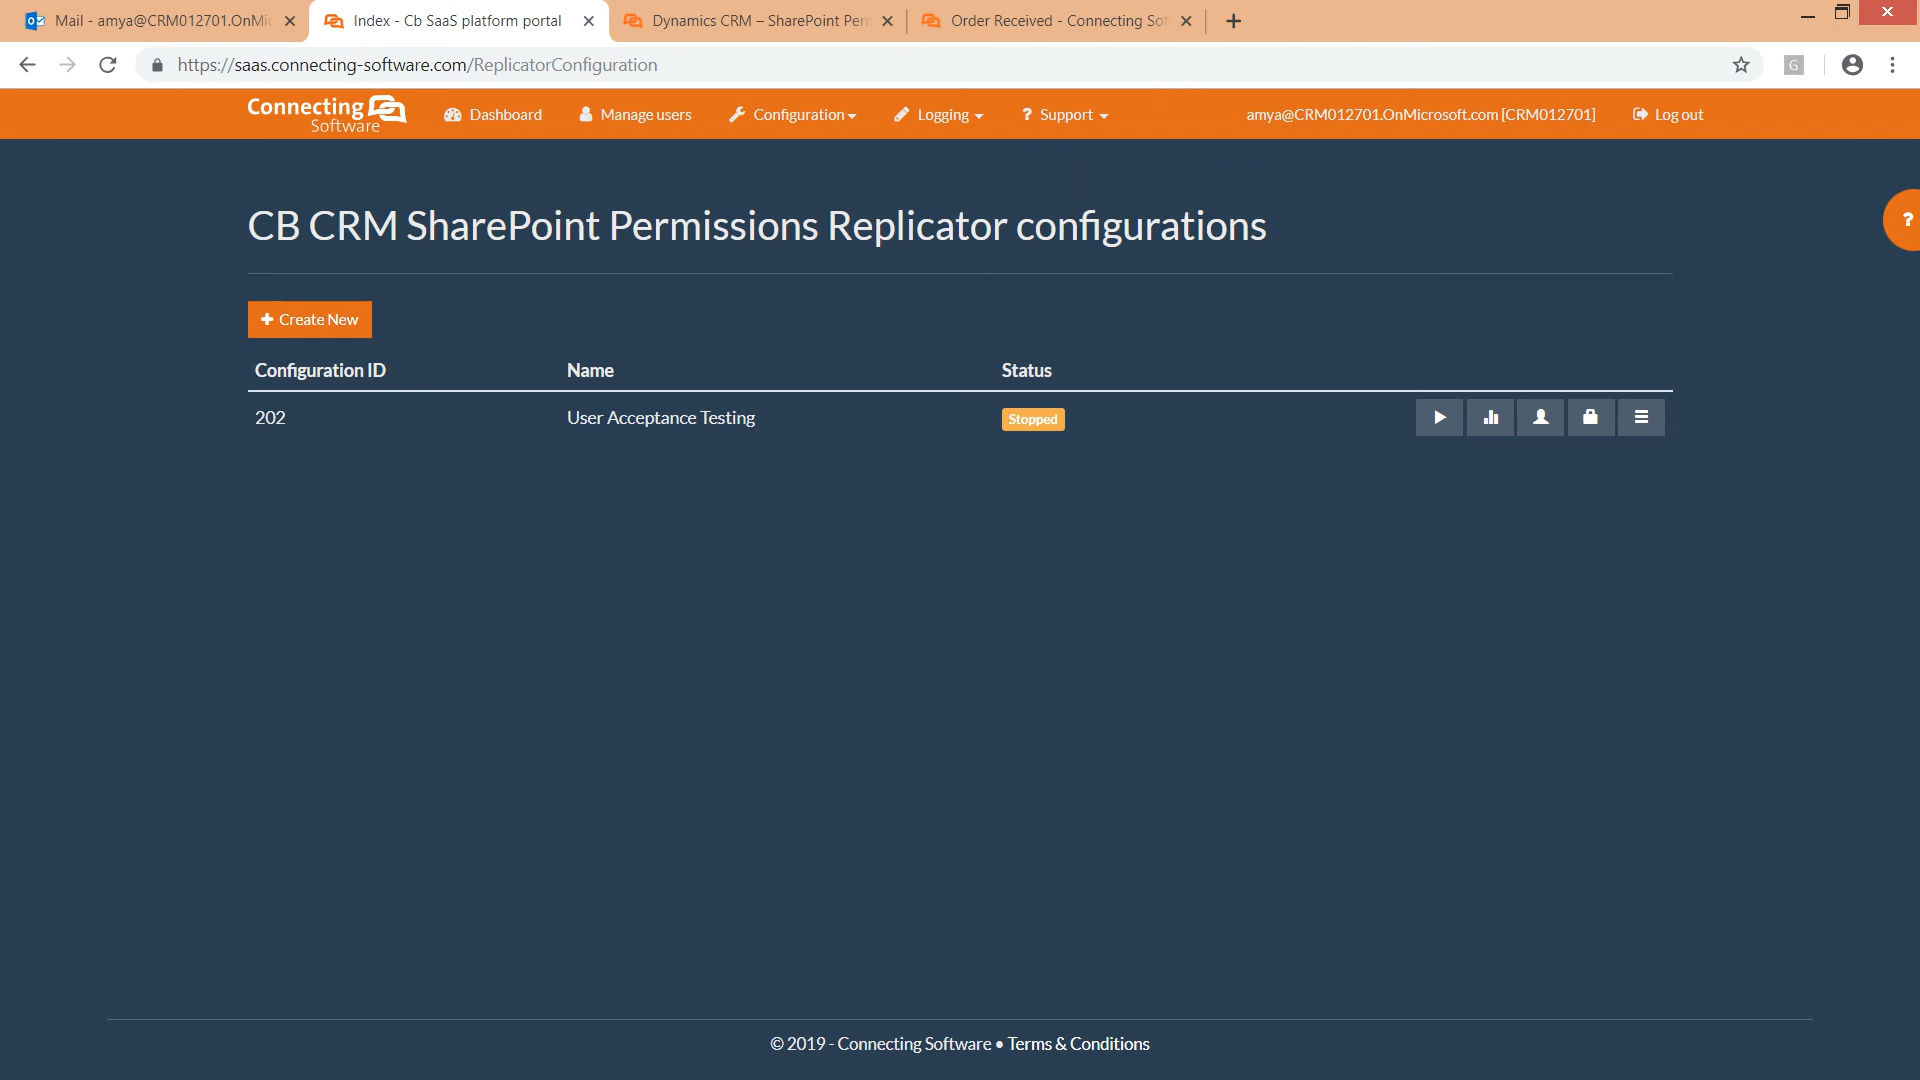 Mail - amya@CRM012701.OnMic
Index - Cb SaaS platform portal
Dynamics CRM – SharePoint Perm
Order Received - Connecting Sof
https://saas.connecting-software.com/ReplicatorConfiguration
G
Connecting
Software
Dashboard
Manage users
Configuration
Logging
? Support
amya@CRM012701.OnMicrosoft.com [CRM012701]
Log out
?
CB CRM SharePoint Permissions Replicator configurations
Create New
Configuration ID Name Status
202 User Acceptance Testing Stopped
© 2019 - Connecting Software • Terms & Conditions